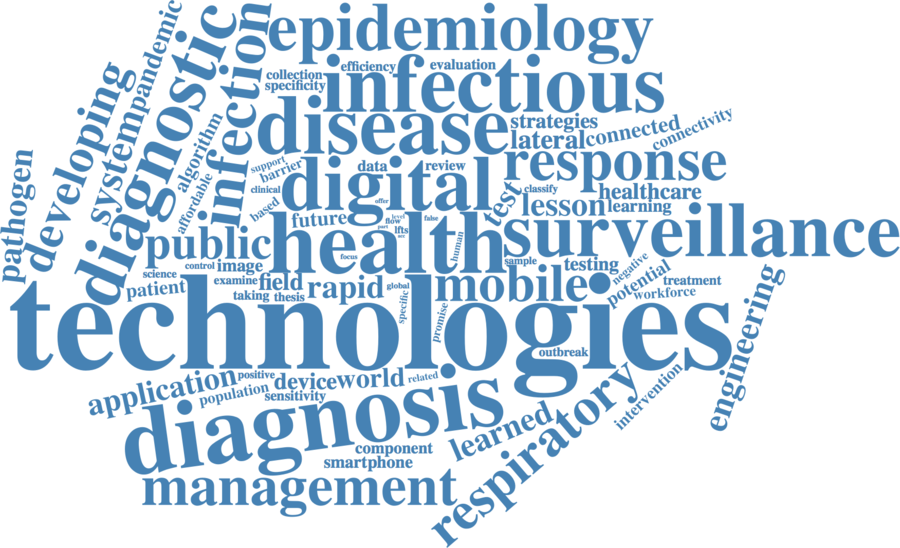 epidemiology
efficiency
evaluation
collection
specificity
infectious
disease
strategies
lateral
connected
connectivity
pandemic
system
developing
pathogen
diagnostic
infection
algorithm
affordable
support
barrier
clinical
based
data
review
digital
offer
response
test
classify
healthcare
lesson
learning
future
flow
level
false
part
lfts
public
health
human
surveillance
focus
science
control
image
patient
examine
field
taking
thesis
rapid
global
specific
sample
testing
negative
potential
treatment
workforce
mobile
promise
technologies
outbreak
engineering
application
positive
population
device
world
related
sensitivity
diagnosis
component
smartphone
learned
respiratory
intervention
management